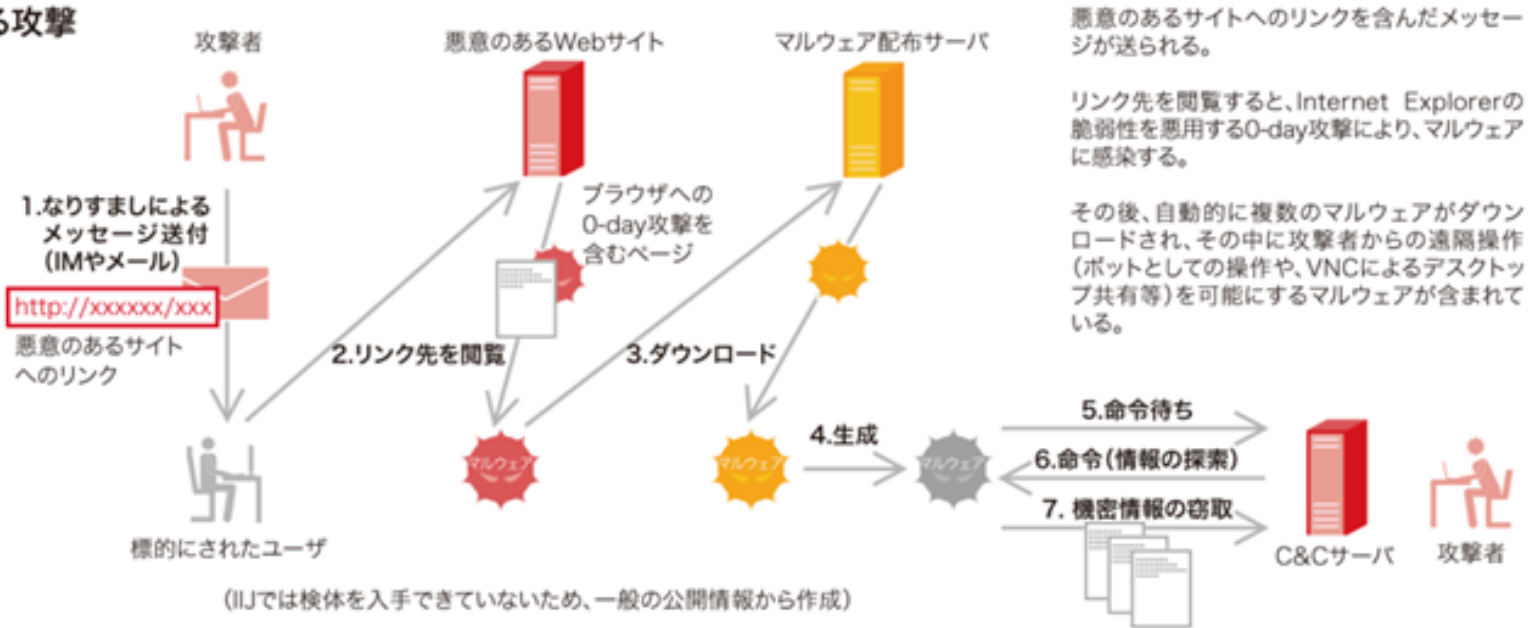 る攻撃
攻撃者
悪意のあるWebサイト
マルウェア配布サーバ
悪意のあるサイトへのリンクを含んだメッセー
ジが送られる。
リンク先を閲覧すると、Internet Explorerの
脆弱性を悪用する0-day攻撃により、マルウェア
に感染する。
その後、自動的に複数のマルウェアがダウン
ロードされ、その中に攻撃者からの遠隔操作
(ボットとしての操作や、VNCによるデスクトッ
プ共有等)を可能にするマルウェアが含まれて
いる。
1.なりすましによる
メッセージ送付
(IMやメール)
http://xxxxxx/xxx
悪意のあるサイト
へのリンク
ブラウザへの
0-day攻撃を
含むページ
2.リンク先を閲覧
3.ダウンロード
マルウェア
マルウェア
4.生成
マルウェア
5.命令待ち
6.命令(情報の探索)
7. 機密情報の窃取
標的にされたユーザ
C&Cサーバ
攻撃者
(IIJでは検体を入手できていないため、一般の公開情報から作成)